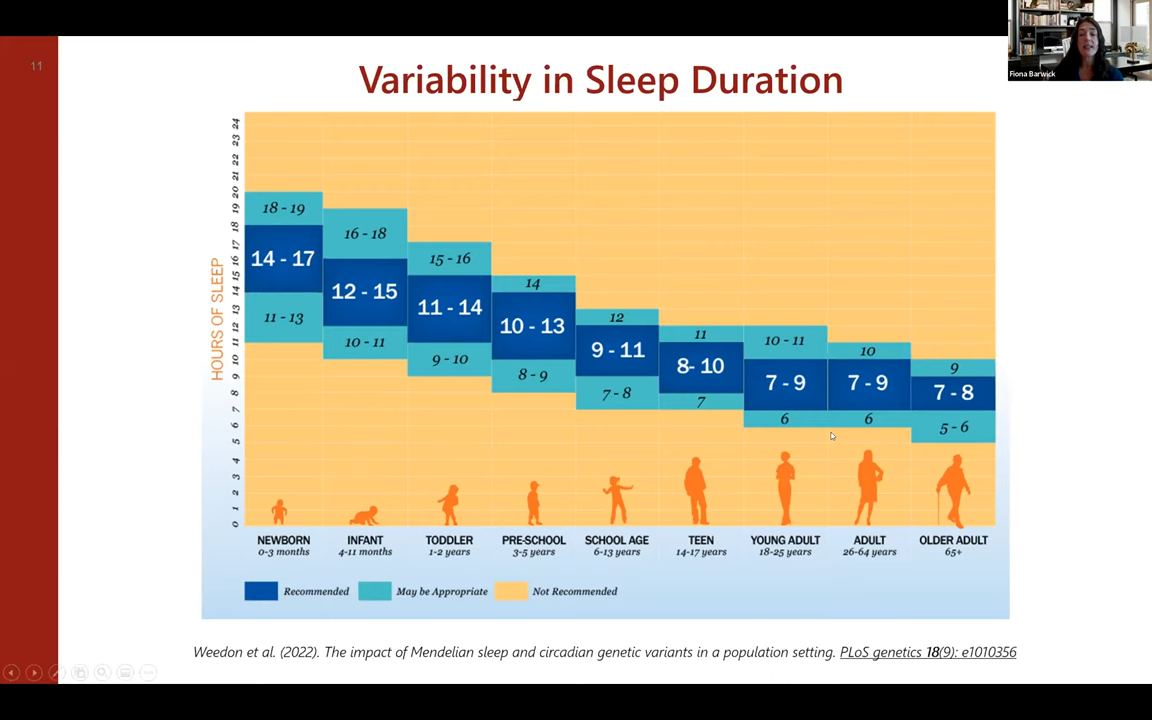 11
Fiona Barwick
Variability in Sleep Duration
HOURS OF SLEEP
24
23
22
21
20
19
18
17
16
15
14
13
12
11
10
9
8
7
6
5
4
3
2
1
0
18 - 19
14 - 17
11 - 13
16 - 18
12 - 15
10 - 11
15 - 16
11 - 14
9 - 10
14
10 - 13
8 - 9
12
9 - 11
7 - 8
11
8- 10
7
10 - 11
7 - 9
6
10
7 - 9
6
9
7 - 8
5 - 6
NEWBORN
0-3 months
INFANT
4-11 months
TODDLER
1-2 years
PRE-SCHOOL
3-5 years
SCHOOL AGE
6-13 years
TEEN
14-17 years
YOUNG ADULT
18-25 years
ADULT
26-64 years
OLDER ADULT
65+
Recommended
May be Appropriate
Not Recommended
Weedon et al. (2022). The impact of Mendelian sleep and circadian genetic variants in a population setting. PLoS genetics 18(9): e1010356